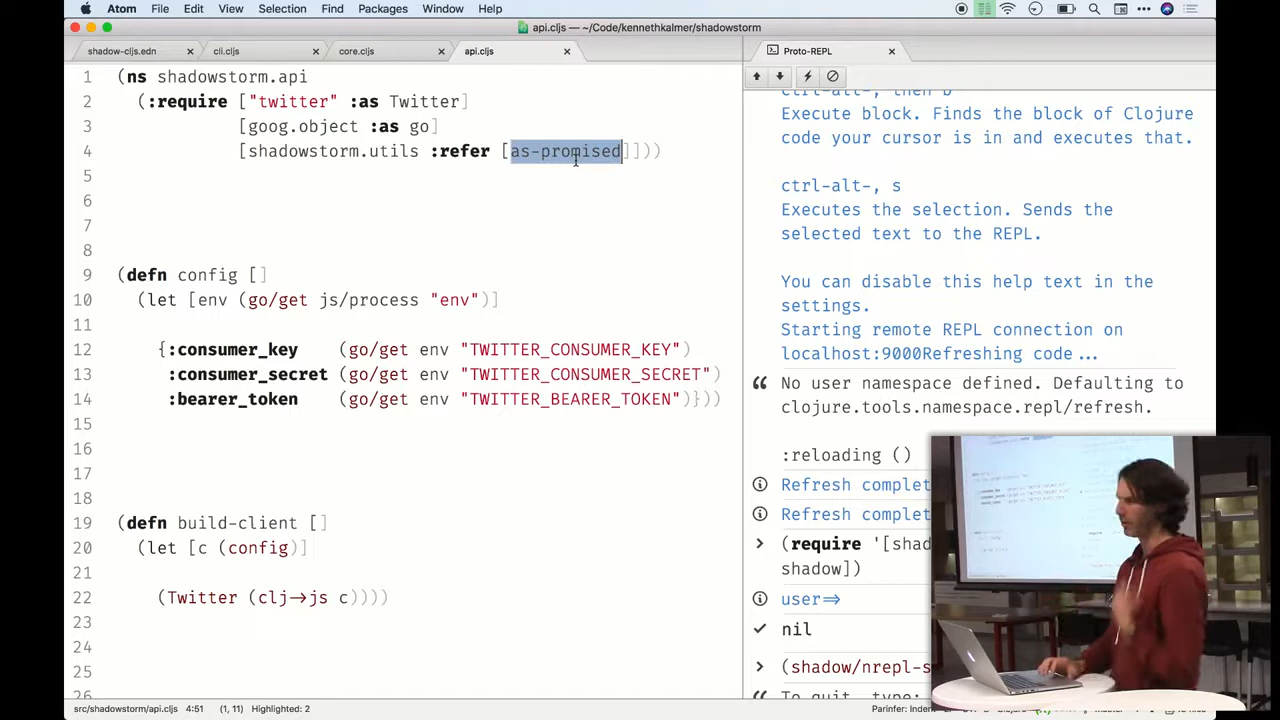 Atom File Edit View Selection Find Packages Window Help
api.cljs — ~/Code/kennethkalmer/shadowstorm
shadow-cljs.edn
cli.cljs
core.cljs
api.cljs
Proto-REPL
1 (ns shadowstorm.api
2 (:require ["twitter" :as Twitter]
3 [goog.object :as go]
4 [shadowstorm.utils :refer [as-promised]]))
5
6
7
8
9 (defn config []
10 (let [env (go/get js/process "env")]
11
12 {:consumer_key (go/get env "TWITTER_CONSUMER_KEY")
13 :consumer_secret (go/get env "TWITTER_CONSUMER_SECRET")
14 :bearer_token (go/get env "TWITTER_BEARER_TOKEN")}))
15
16
17
18
19 (defn build-client []
20 (let [c (config)]
21
22 (Twitter (clj->js c))))
23
24
25
26
ctrl-alt-, then b
Execute block. Finds the block of Clojure
code your cursor is in and executes that.
ctrl-alt-, s
Executes the selection. Sends the
selected text to the REPL.
You can disable this help text in the
settings.
Starting remote REPL connection on
localhost:9000Refreshing code...
No user namespace defined. Defaulting to
clojure.tools.namespace.repl/refresh.
:reloading ()
Refresh complet
Refresh complet
(require '[shad
shadow])
user=>
nil
(shadow/nrepl-s
To quit, type:
src/shadowstorm/api.cljs 4:51 (1, 11) Highlighted: 2
Parinfer: Indent